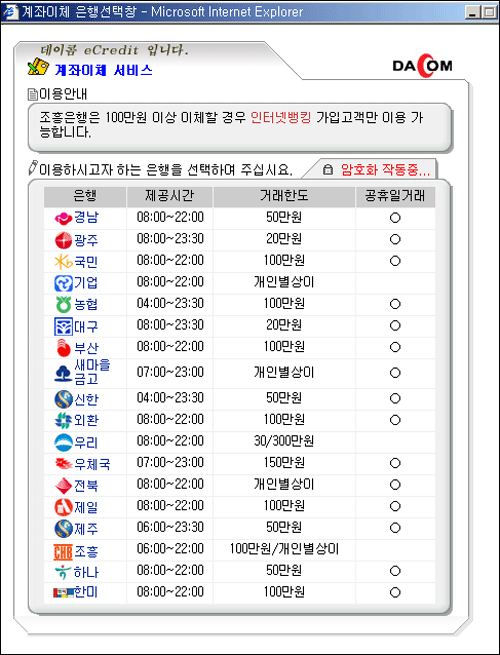 계좌이체 은행선택창 - Microsoft Internet Explorer
데이콤 eCredit 입니다.
계좌이체 서비스
DACOM
이용안내
조흥은행은 100만원 이상 이체할 경우 인터넷뱅킹 가입고객만 이용 가
능합니다.
이용하시고자 하는 은행을 선택하여 주십시요.
암호화 작동중...
은행 제공시간 거래한도 공휴일거래
경남 08:00~22:00 50만원 ○
광주 08:00~23:30 20만원 ○
국민 08:00~22:00 100만원 ○
기업 08:00~22:00 개인별상이
농협 04:00~23:30 100만원 ○
대구 08:00~23:30 20만원 ○
부산 08:00~22:00 100만원 ○
새마을
금고 07:00~23:00 개인별상이 ○
신한 04:00~23:30 50만원 ○
외환 08:00~22:00 100만원 ○
우리 08:00~22:00 30/300만원
우체국 07:00~23:00 150만원 ○
전북 08:00~22:00 개인별상이 ○
제일 08:00~22:00 100만원 ○
제주 06:00~23:30 50만원 ○
CHB 조흥 06:00~22:00 100만원/개인별상이
하나 08:00~22:00 50만원 ○
한미 08:00~22:00 100만원 ○